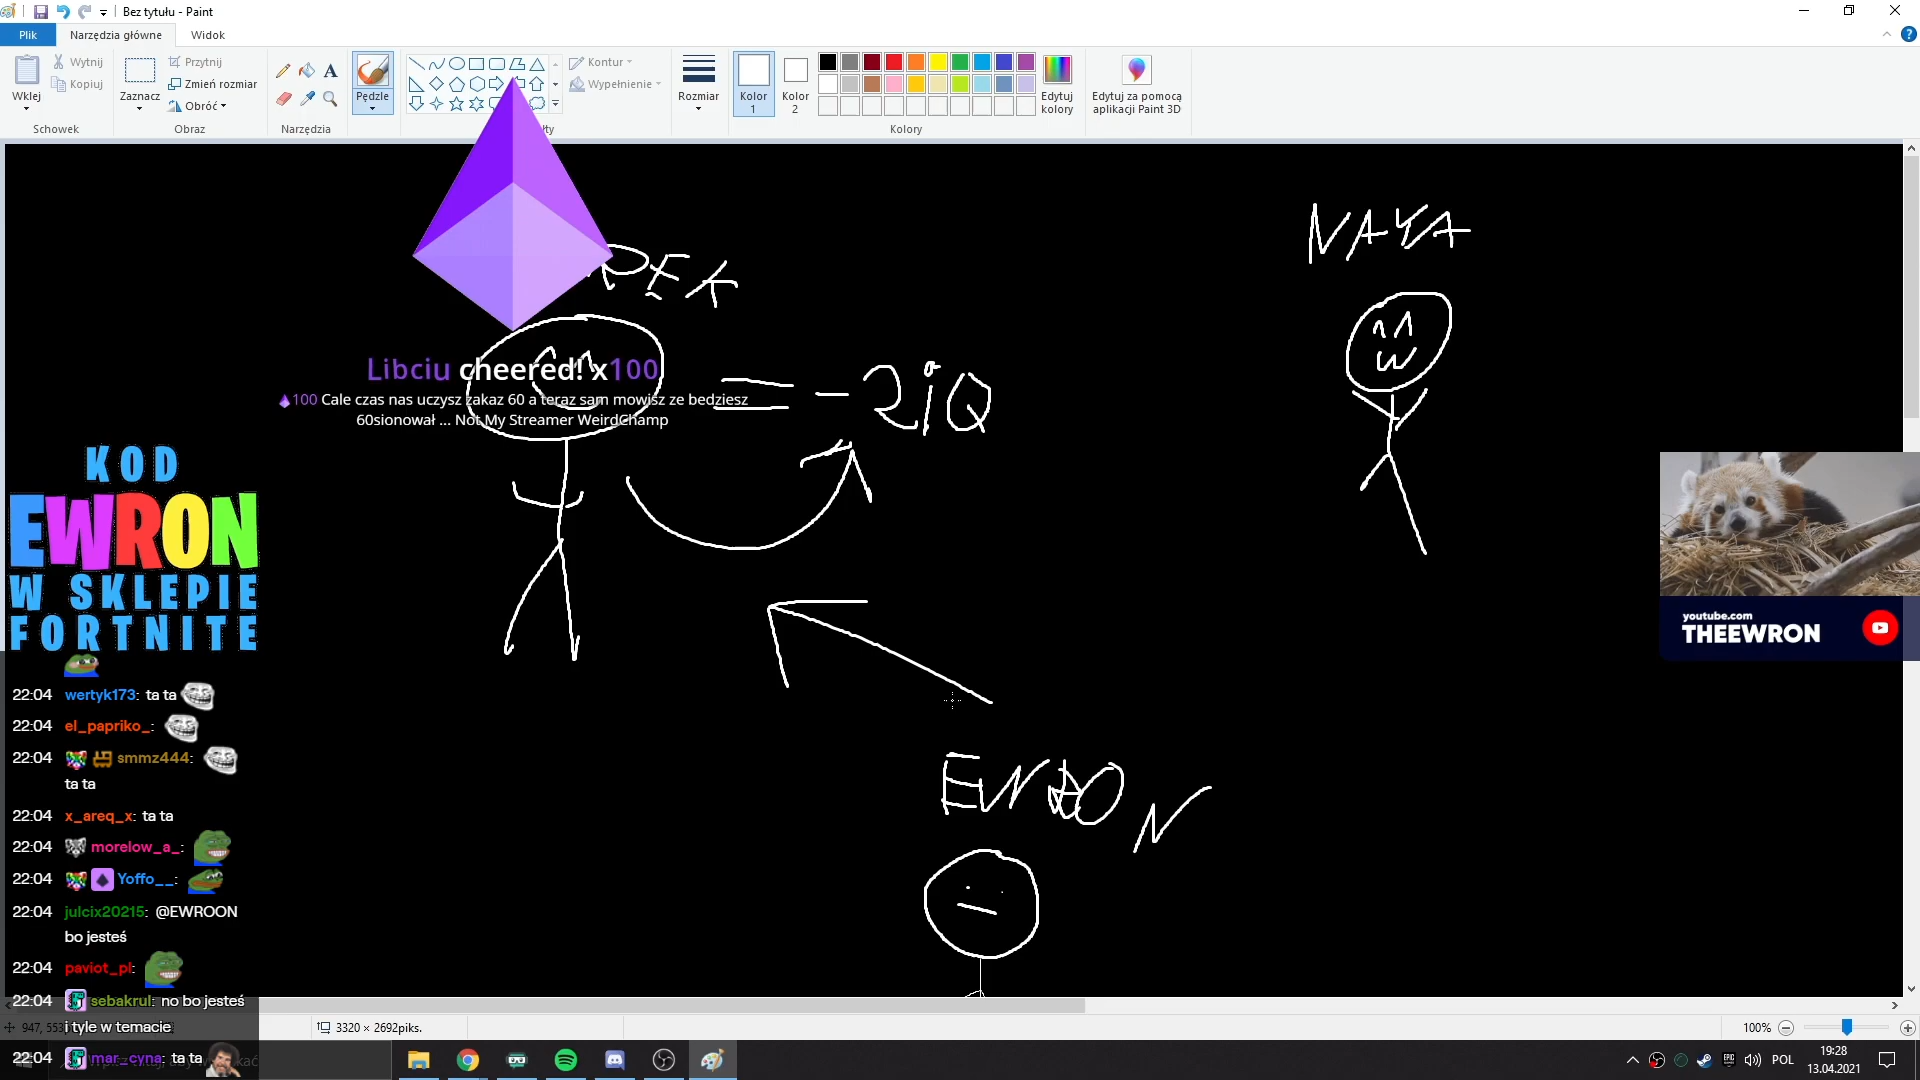 Bez tytułu - Paint
Plik
Narzędzia główne
Widok
Wklej
Wytnij
Kopiuj
Schowek
Zaznacz
Przytnij
Zmień rozmiar
Obróć
Obraz
Narzędzia
Pędzle
Kontur
Wypełnienie
Rozmiar
Kolor
1
Kolor
2
Kolory
Edytuj
kolory
Edytuj za pomocą
aplikacji Paint 3D
NAYA
= - 2iQ
Libciu cheered! x100
100 Cale czas nas uczysz zakaz 60 a teraz sam mowisz ze bedziesz
60sionował ... Not My Streamer WeirdChamp
KOD
EWRON
W SKLEPIE
FORTNITE
youtube.com
THEEWRON
22:04 wertyk173: ta ta
22:04 el_papriko_:
22:04 smmz444:
ta ta
22:04 x_areq_x: ta ta
22:04 morelow_a_:
22:04 Yoffo__:
22:04 julcix20215: @EWROON
bo jesteś
22:04 paviot_pl:
22:04 sebakrul: no bo jesteś
i tyle w temacie
22:04 mar_cyna: ta ta
3320 × 2692piks.
100%
POL
19:28
13.04.2021